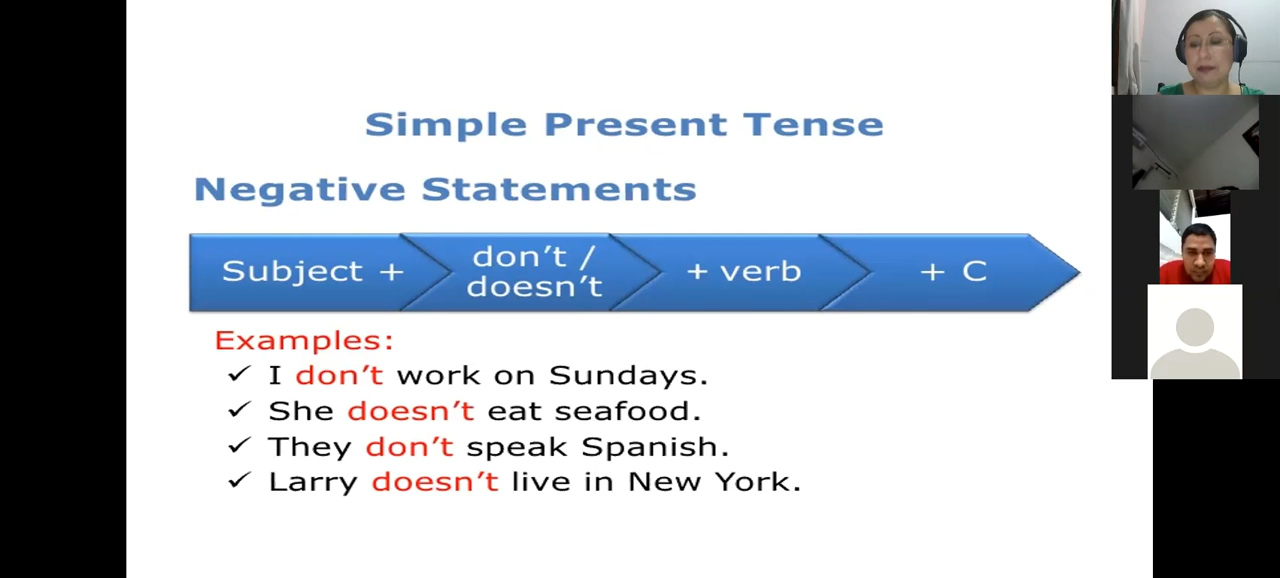 Simple Present Tense
Negative Statements
Subject +
don’t /
doesn’t
+ verb
+ C
Examples:
✓ I don’t work on Sundays.
✓ She doesn’t eat seafood.
✓ They don’t speak Spanish.
✓ Larry doesn’t live in New York.